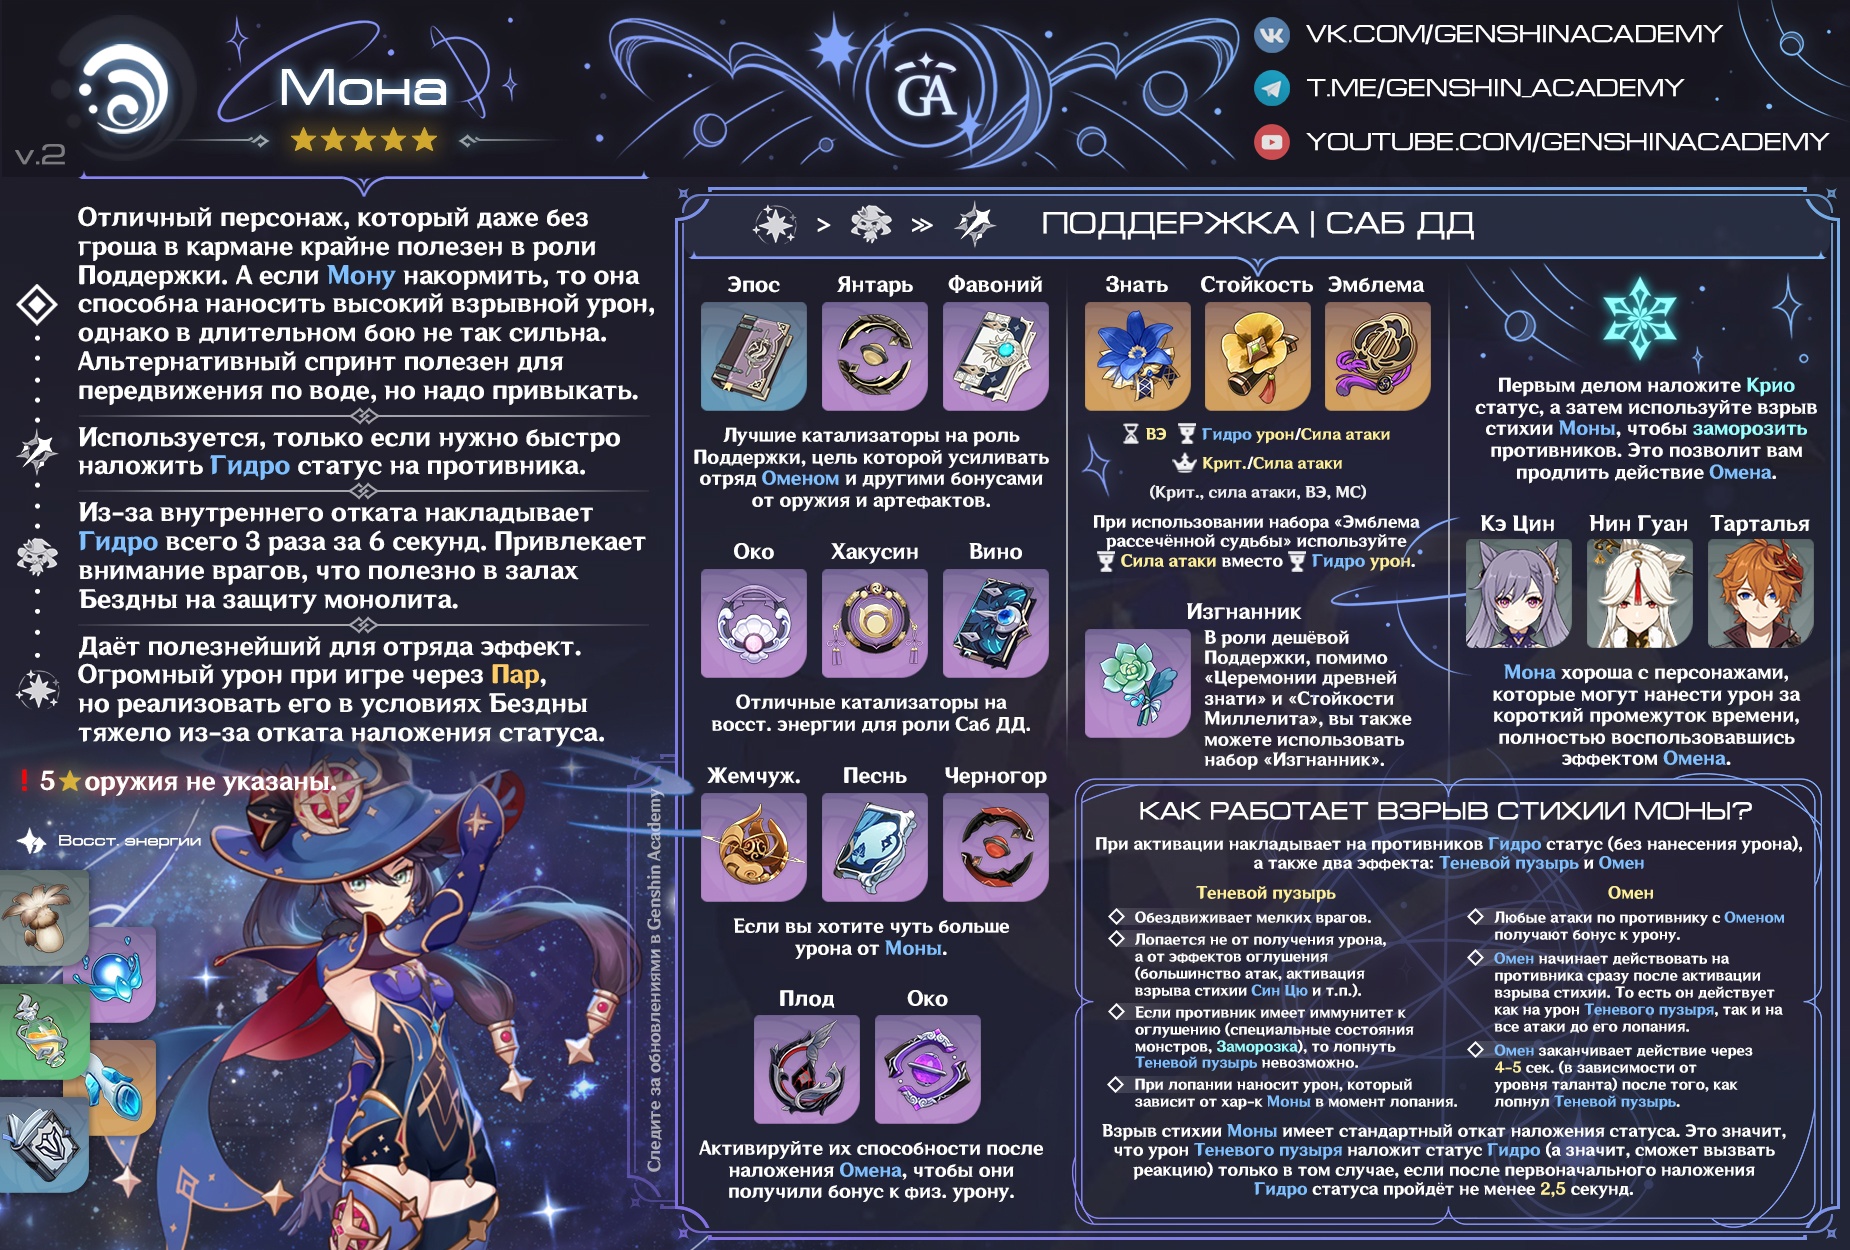 v.2
Мона
GA
VK.COM/GENSHINACADEMY
T.ME/GENSHIN_ACADEMY
YOUTUBE.COM/GENSHINACADEMY
Отличный персонаж, который даже без
гроша в кармане крайне полезен в роли
Поддержки. А если Мону накормить, то она
способна наносить высокий взрывной урон,
однако в длительном бою не так сильна.
Альтернативный спринт полезен для
передвижения по воде, но надо привыкать.
Используется, только если нужно быстро
наложить Гидро статус на противника.
Из-за внутреннего отката накладывает
Гидро всего 3 раза за 6 секунд. Привлекает
внимание врагов, что полезно в залах
Бездны на защиту монолита.
Даёт полезнейший для отряда эффект.
Огромный урон при игре через Пар,
но реализовать его в условиях Бездны
тяжело из-за отката наложения статуса.
! 5★ оружия не указаны.
Восст. энергии
Следите за обновлениями в Genshin Academy
> >> ПОДДЕРЖКА | САБ ДД
Эпос Янтарь Фавоний
Лучшие катализаторы на роль
Поддержки, цель которой усиливать
отряд Оменом и другими бонусами
от оружия и артефактов.
Око Хакусин Вино
Отличные катализаторы на
восст. энергии для роли Саб ДД.
Жемчуж. Песнь Черногор
Если вы хотите чуть больше
урона от Моны.
Плод Око
Активируйте их способности после
наложения Омена, чтобы они
получили бонус к физ. урону.
Знать Стойкость Эмблема
ВЭ Гидро урон/Сила атаки
Крит./Сила атаки
(Крит., сила атаки, ВЭ, МС)
При использовании набора «Эмблема
рассечённой судьбы» используйте
Сила атаки вместо Гидро урон.
Изгнанник
В роли дешёвой
Поддержки, помимо
«Церемонии древней
знати» и «Стойкости
Миллелита», вы также
можете использовать
набор «Изгнанник».
Первым делом наложите Крио
статус, а затем используйте взрыв
стихии Моны, чтобы заморозить
противников. Это позволит вам
продлить действие Омена.
Кэ Цин Нин Гуан Тарталья
Мона хороша с персонажами,
которые могут нанести урон за
короткий промежуток времени,
полностью воспользовавшись
эффектом Омена.
КАК РАБОТАЕТ ВЗРЫВ СТИХИИ МОНЫ?
При активации накладывает на противников Гидро статус (без нанесения урона),
а также два эффекта: Теневой пузырь и Омен
Теневой пузырь
Обездвиживает мелких врагов.
Лопается не от получения урона,
а от эффектов оглушения
(большинство атак, активация
взрыва стихии Син Цю и т.п.).
Если противник имеет иммунитет к
оглушению (специальные состояния
монстров, Заморозка), то лопнуть
Теневой пузырь невозможно.
При лопании наносит урон, который
зависит от хар-к Моны в момент лопания.
Омен
Любые атаки по противнику с Оменом
получают бонус к урону.
Омен начинает действовать на
противника сразу после активации
взрыва стихии. То есть он действует
как на урон Теневого пузыря, так и на
все атаки до его лопания.
Омен заканчивает действие через
4-5 сек. (в зависимости от
уровня таланта) после того, как
лопнул Теневой пузырь.
Взрыв стихии Моны имеет стандартный откат наложения статуса. Это значит,
что урон Теневого пузыря наложит статус Гидро (а значит, сможет вызвать
реакцию) только в том случае, если после первоначального наложения
Гидро статуса пройдёт не менее 2,5 секунд.